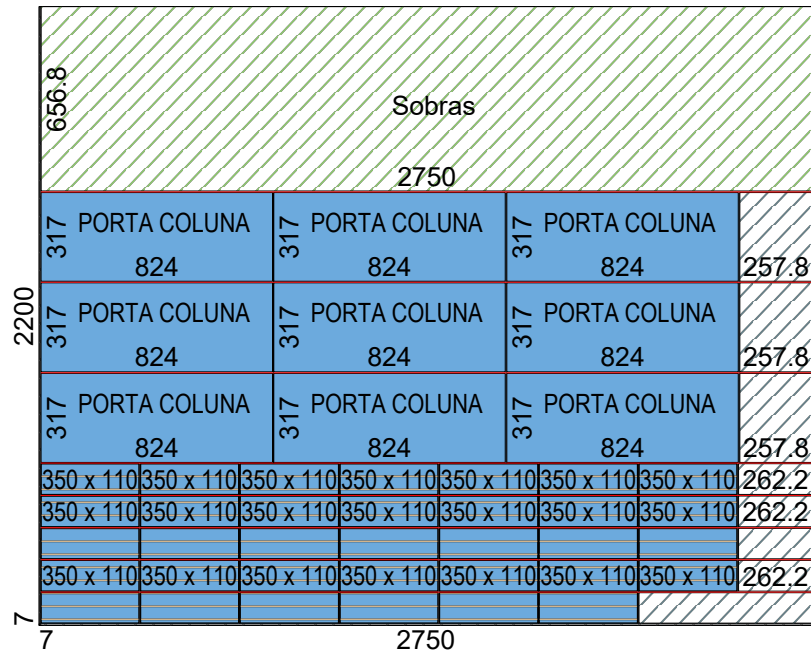 656.8
Sobras
2750
317 PORTA COLUNA 317 PORTA COLUNA 317 PORTA COLUNA
824 824 824 257.8
2200
317 PORTA COLUNA 317 PORTA COLUNA 317 PORTA COLUNA
824 824 824 257.8
317 PORTA COLUNA 317 PORTA COLUNA 317 PORTA COLUNA
824 824 824 257.8
350 x 110 350 x 110 350 x 110 350 x 110 350 x 110 350 x 110 350 x 110 262.2
350 x 110 350 x 110 350 x 110 350 x 110 350 x 110 350 x 110 350 x 110 262.2
350 x 110 350 x 110 350 x 110 350 x 110 350 x 110 350 x 110 350 x 110 262.2
7
7 2750